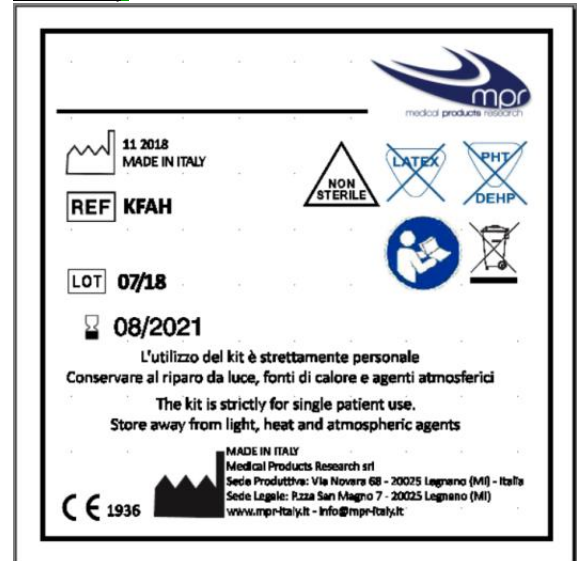 mpr
medical products research
11 2018
MADE IN ITALY
NON
STERILE
LATEX
PHT
DEHP
REF KFAH
LOT 07/18
08/2021
L'utilizzo del kit è strettamente personale
Conservare al riparo da luce, fonti di calore e agenti atmosferici
The kit is strictly for single patient use.
Store away from light, heat and atmospheric agents
MADE IN ITALY
Medical Products Research srl
Sede Produttiva: Via Novara 68 - 20025 Legnano (MI) - Italia
Sede Legale: P.zza San Magno 7 - 20025 Legnano (MI)
www.mpr-italy.it - info@mpr-italy.it
CE 1936